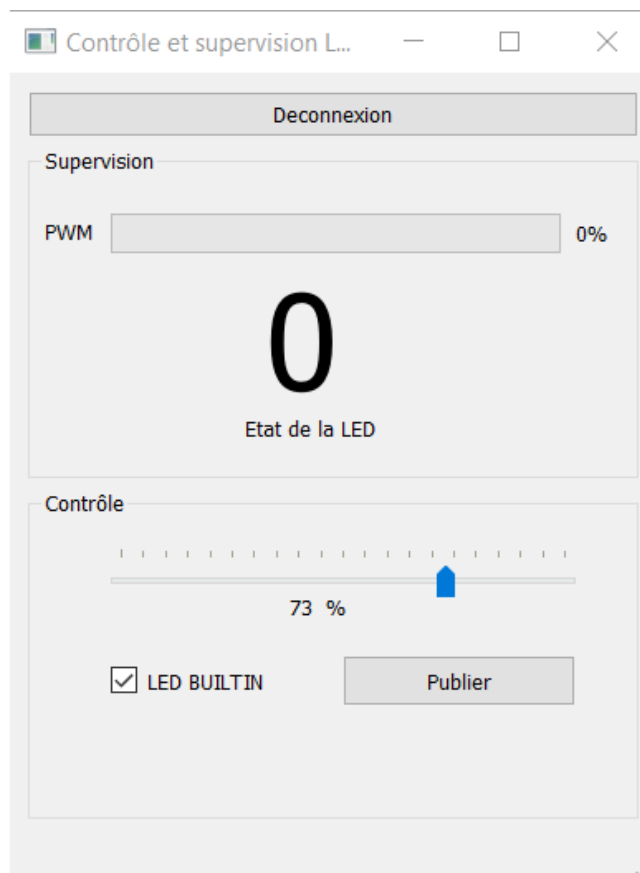 Contrôle et supervision L...
Deconnexion
Supervision
PWM 0%
0
Etat de la LED
Contrôle
73 %
LED BUILTIN Publier